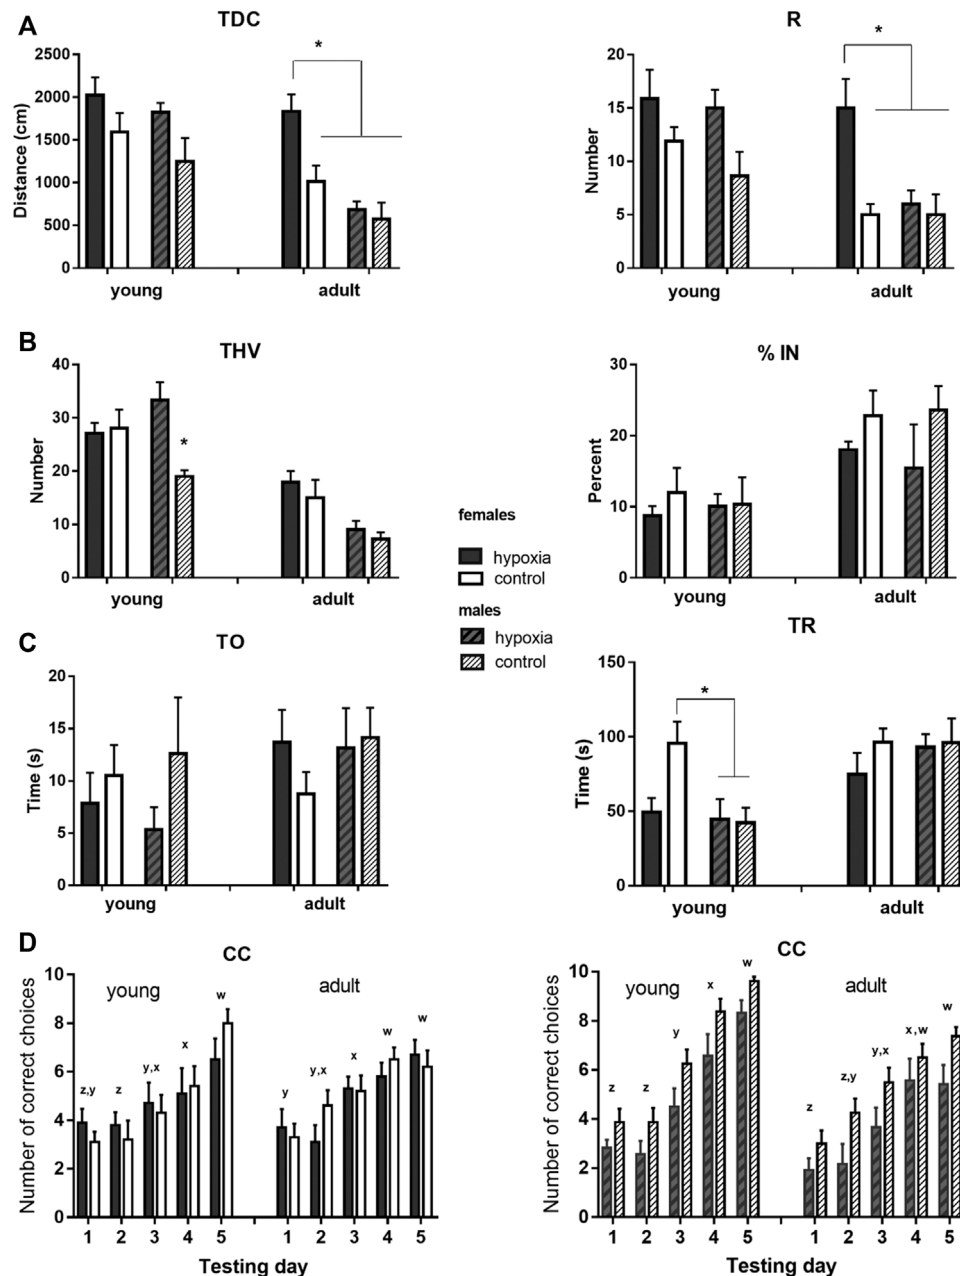 A
TDC
*
Distance (cm)
2500
2000
1500
1000
500
0
young
adult
R
*
Number
20
15
10
5
0
young
adult
B
THV
*
Number
40
30
20
10
0
young
adult
% IN
Percent
30
20
10
0
young
adult
females
hypoxia
control
males
hypoxia
control
C
TO
Time (s)
20
15
10
5
0
young
adult
TR
*
Time (s)
150
100
50
0
young
adult
D
CC
young
adult
Number of correct choices
10
8
6
4
2
0
z,y
z
y,x
x
w
y
y,x
x
w
w
1 2 3 4 5 1 2 3 4 5
Testing day
CC
young
adult
Number of correct choices
10
8
6
4
2
0
z
z
y
x
w
z
z,y
y,x
x,w
w
1 2 3 4 5 1 2 3 4 5
Testing day